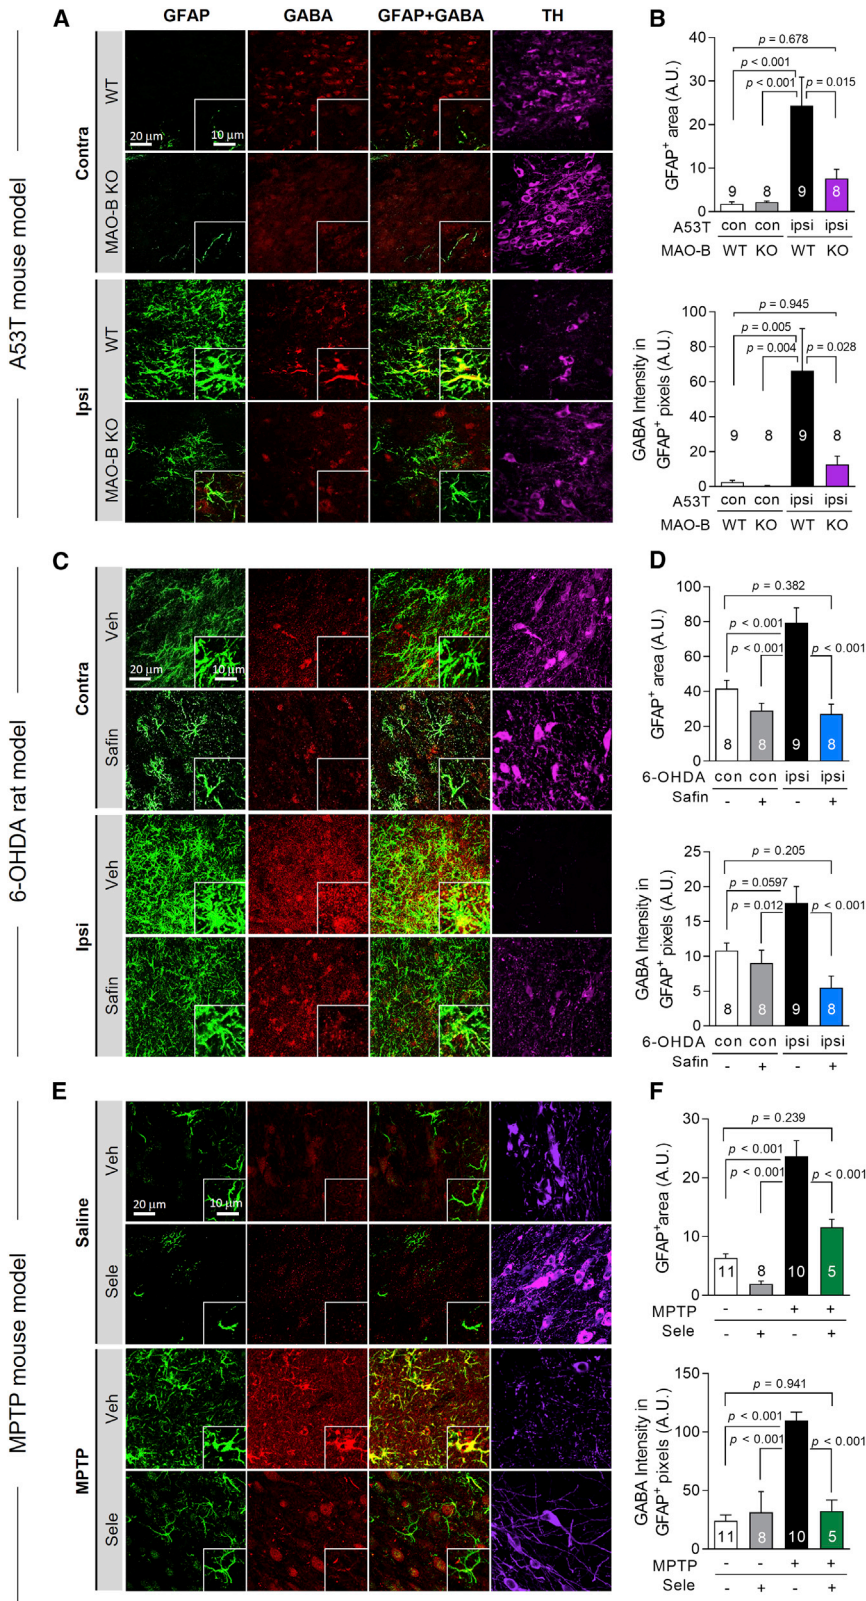 A
GFAP
GABA
GFAP+GABA
TH
A53T mouse model
Contra
WT
20 μm
10 μm
MAO-B KO
Ipsi
WT
MAO-B KO
B
GFAP+ area (A.U.)
40
30
20
10
0
p = 0.678
p < 0.001
p < 0.001
p = 0.015
9
8
9
8
A53T
con
con
ipsi
ipsi
MAO-B
WT
KO
WT
KO
GABA Intensity in
GFAP+ pixels (A.U.)
100
80
60
40
20
0
p = 0.945
p = 0.005
p = 0.004
p = 0.028
9
8
9
8
A53T
con
con
ipsi
ipsi
MAO-B
WT
KO
WT
KO
C
6-OHDA rat model
Contra
Veh
20 μm
10 μm
Safin
Ipsi
Veh
Safin
D
GFAP+ area (A.U.)
100
80
60
40
20
0
p = 0.382
p < 0.001
p < 0.001
p < 0.001
8
8
9
8
6-OHDA
con
con
ipsi
ipsi
Safin
-
+
-
+
GABA Intensity in
GFAP+ pixels (A.U.)
25
20
15
10
5
0
p = 0.205
p = 0.0597
p = 0.012
p < 0.001
8
8
9
8
6-OHDA
con
con
ipsi
ipsi
Safin
-
+
-
+
E
MPTP mouse model
Saline
Veh
20 μm
10 μm
Sele
MPTP
Veh
Sele
F
GFAP+area (A.U.)
30
20
10
0
p = 0.239
p < 0.001
p < 0.001
p < 0.001
11
8
10
5
MPTP
-
-
+
+
Sele
-
+
-
+
GABA Intensity in
GFAP+ pixels (A.U.)
150
100
50
0
p = 0.941
p < 0.001
p < 0.001
p < 0.001
11
8
10
5
MPTP
-
-
+
+
Sele
-
+
-
+